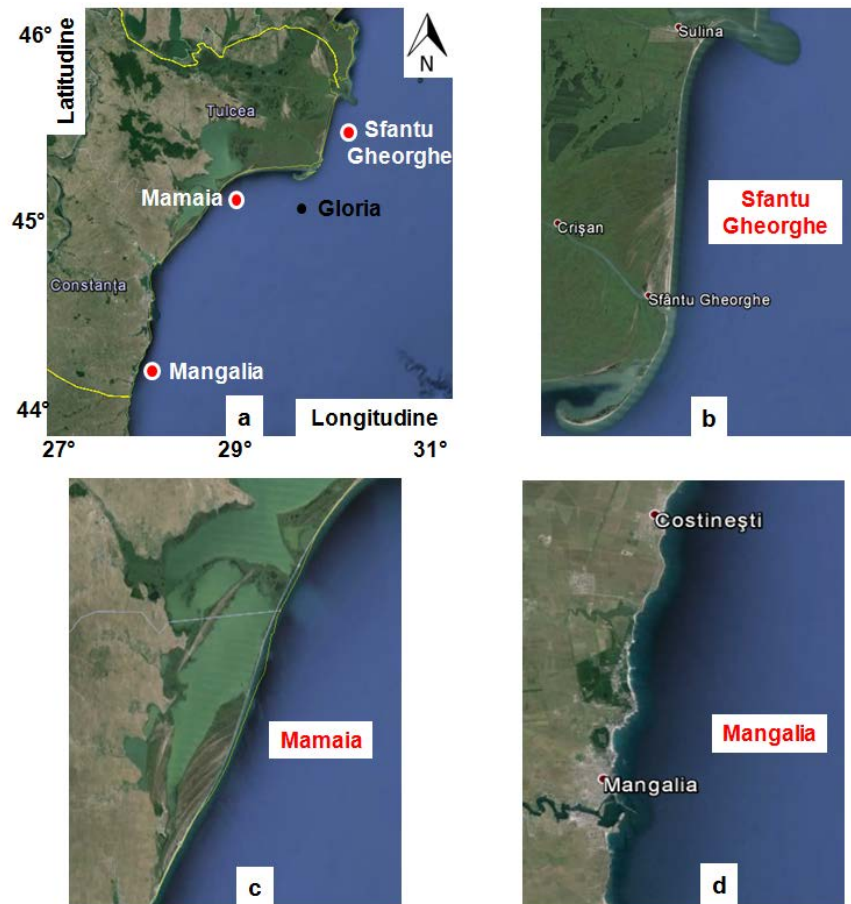 46°
Latitudine
N
Tulcea
Sfantu
Gheorghe
Mamaia
Gloria
45°
Constanţa
Mangalia
44°
a
Longitudine
27°
29°
31°
Sulina
Sfantu
Gheorghe
Crişan
Sfântu Gheorghe
b
Mamaia
c
Costineşti
Mangalia
Mangalia
d